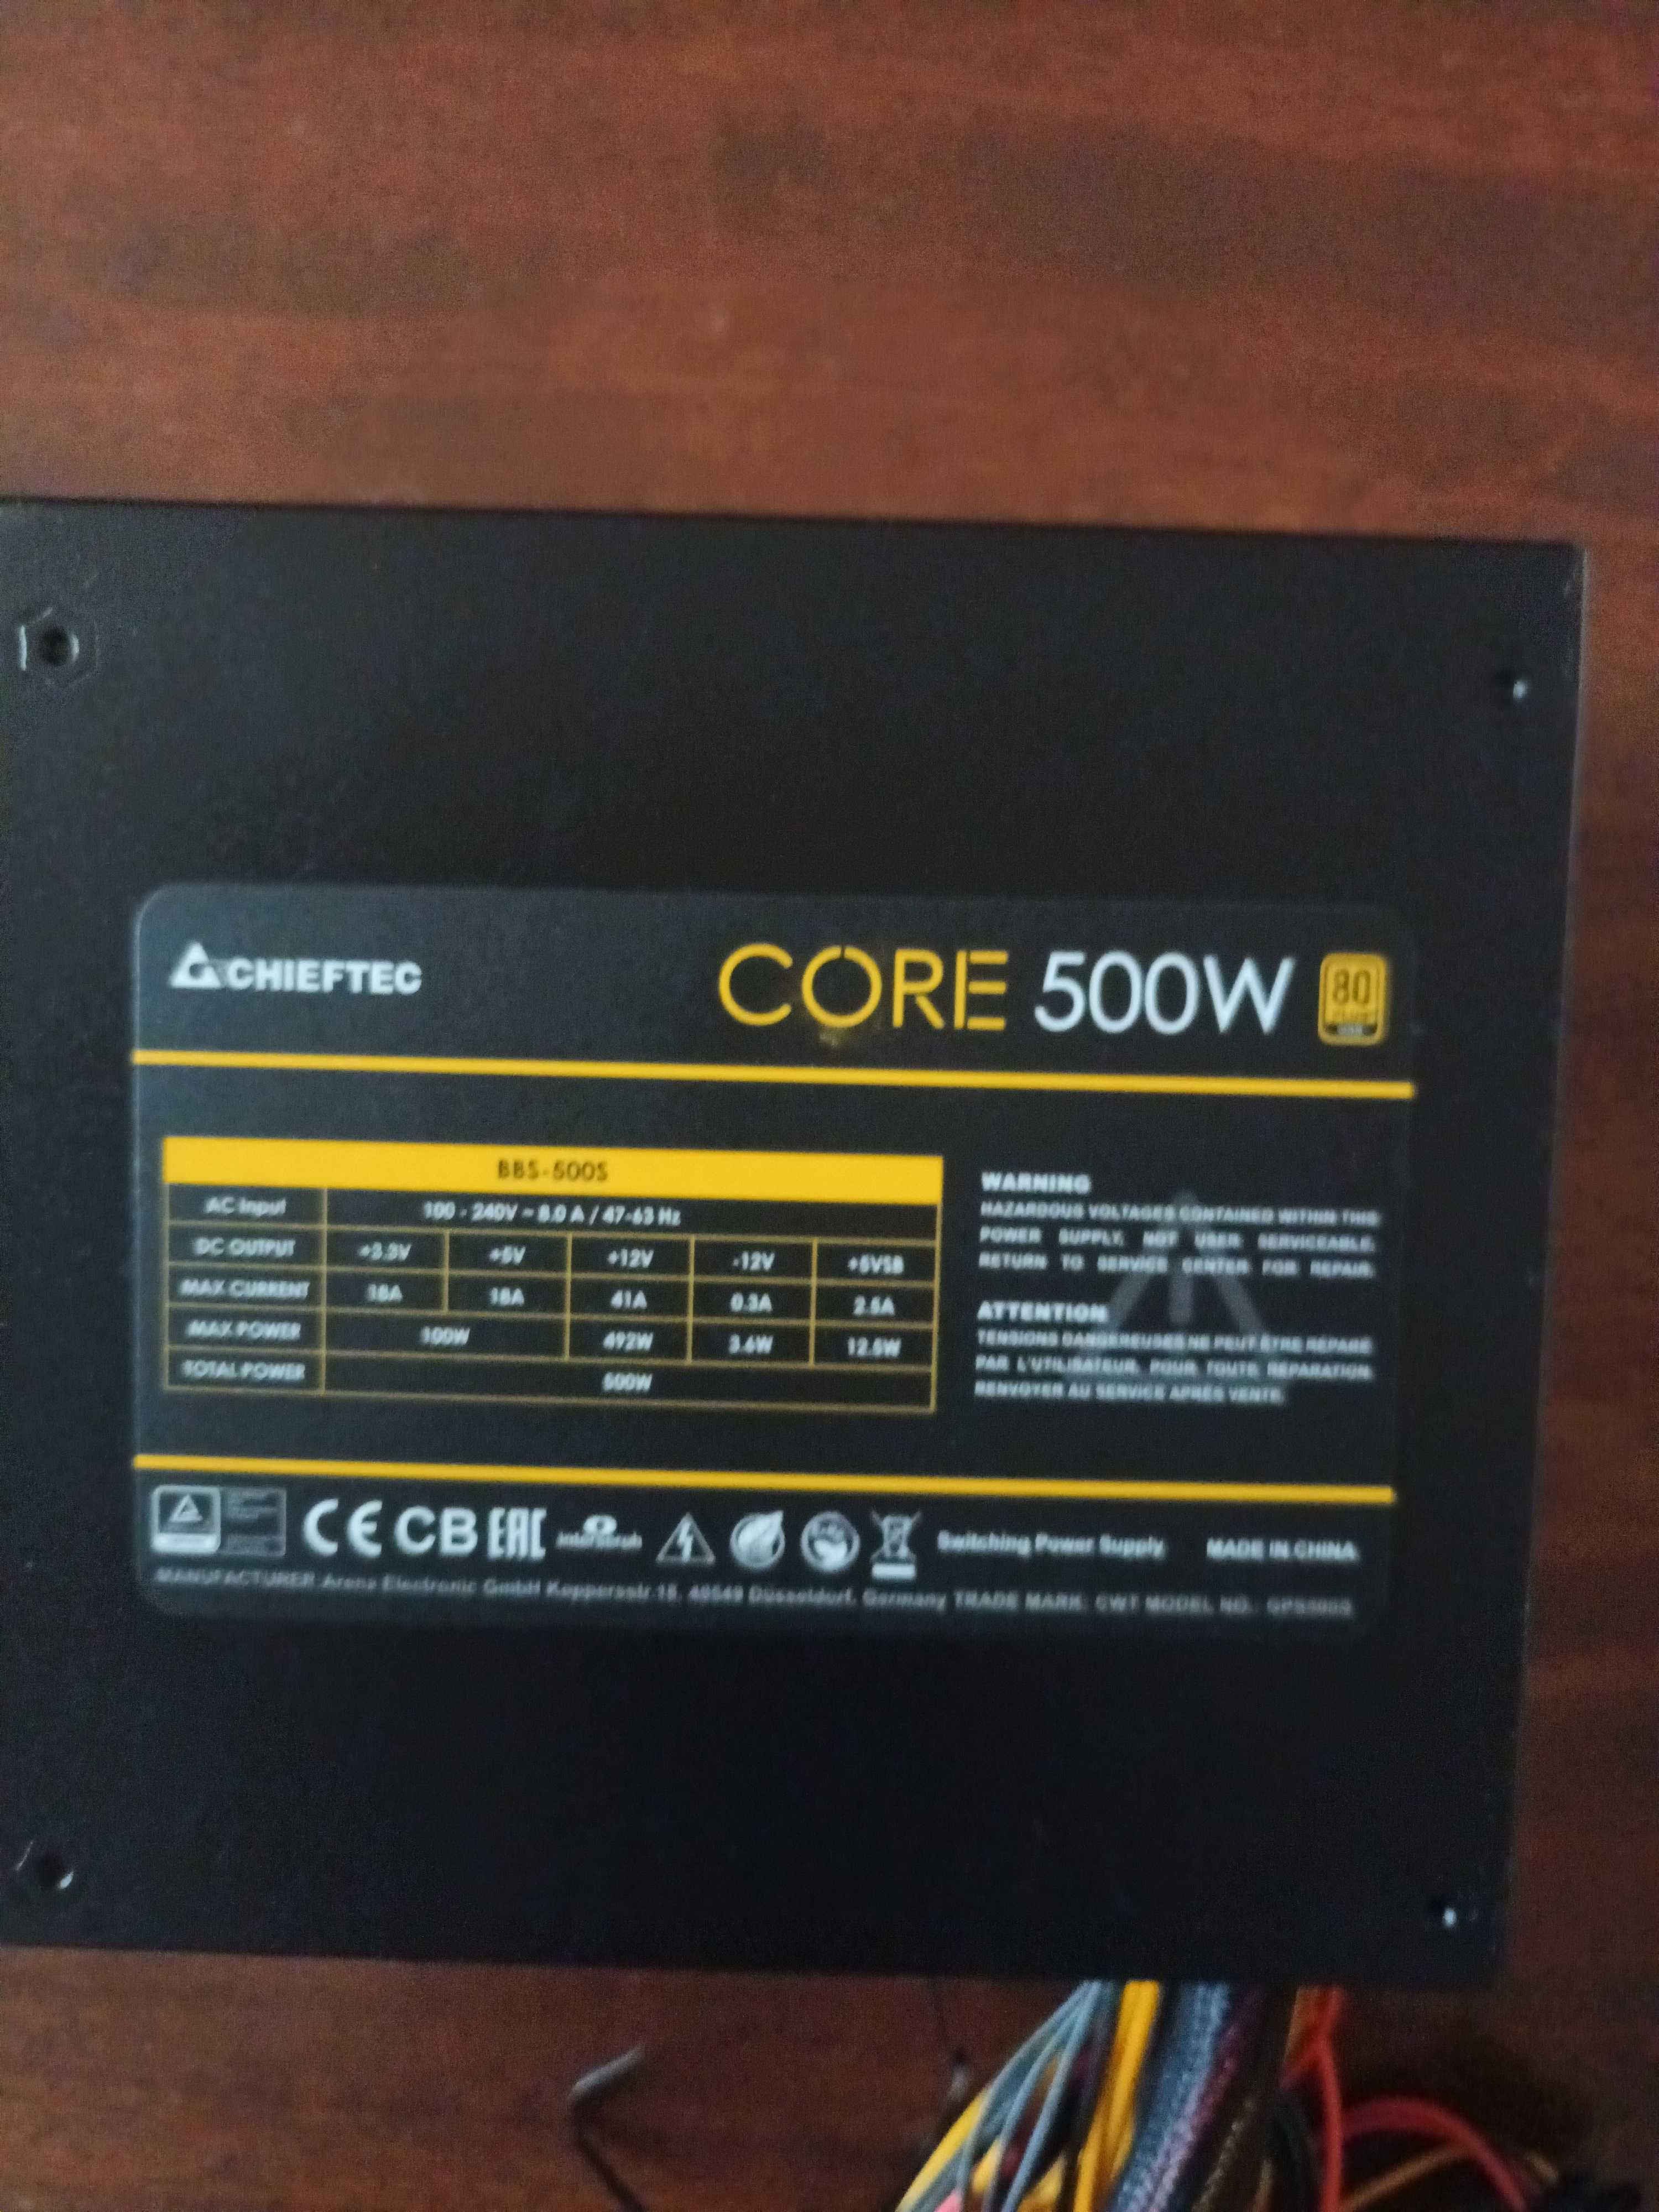 CHIEFTEC
CORE 500W
80
PLUS
BBS-500S
AC Input 100 - 240V ~ 8.0 A / 47-63 Hz
DC OUTPUT +3.3V +5V +12V -12V +5VSB
MAX CURRENT 18A 18A 41A 0.3A 2.5A
MAX POWER 100W 492W 3.6W 12.5W
TOTAL POWER 500W
WARNING
HAZARDOUS VOLTAGES CONTAINED WITHIN THIS
POWER SUPPLY, NOT USER SERVICEABLE.
RETURN TO SERVICE CENTER FOR REPAIR.
ATTENTION
TENSIONS DANGEREUSES NE PEUT ÊTRE REPARE
PAR L'UTILISATEUR, POUR TOUTE REPARATION,
RENVOYER AU SERVICE APRÈS VENTE.
CE CB EAC Intertek Switching Power Supply MADE IN CHINA
MANUFACTURER Arena Electronic GmbH Kappersstr.18, 40549 Düsseldorf, Germany TRADE MARK: CWT MODEL NO.: